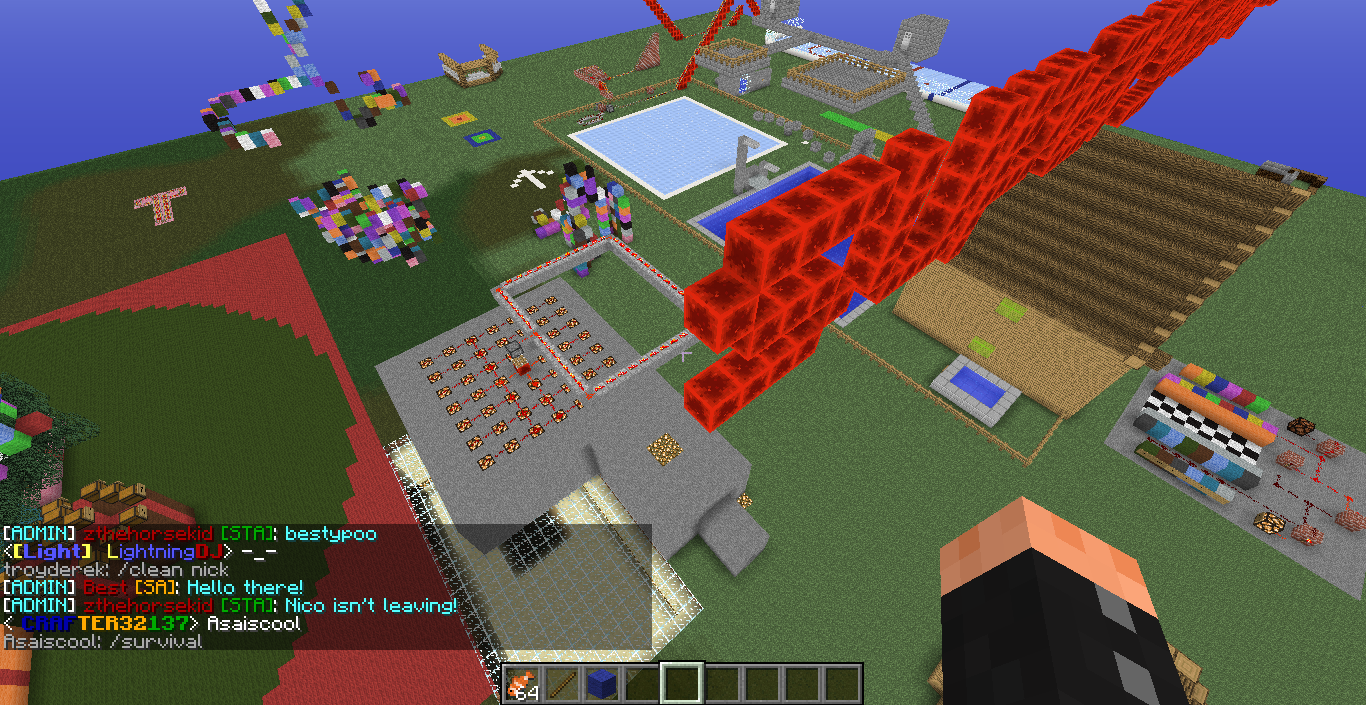 [ADMIN] zthehorsekid [STA]: bestypoo
<[Light] LightningDJ> -_-
troyderek: /clean nick
[ADMIN] Best [SA]: Hello there!
[ADMIN] zthehorsekid [STA]: Nico isn't leaving!
< CRAFTER32137> Asaiscool
Asaiscool: /survival
64